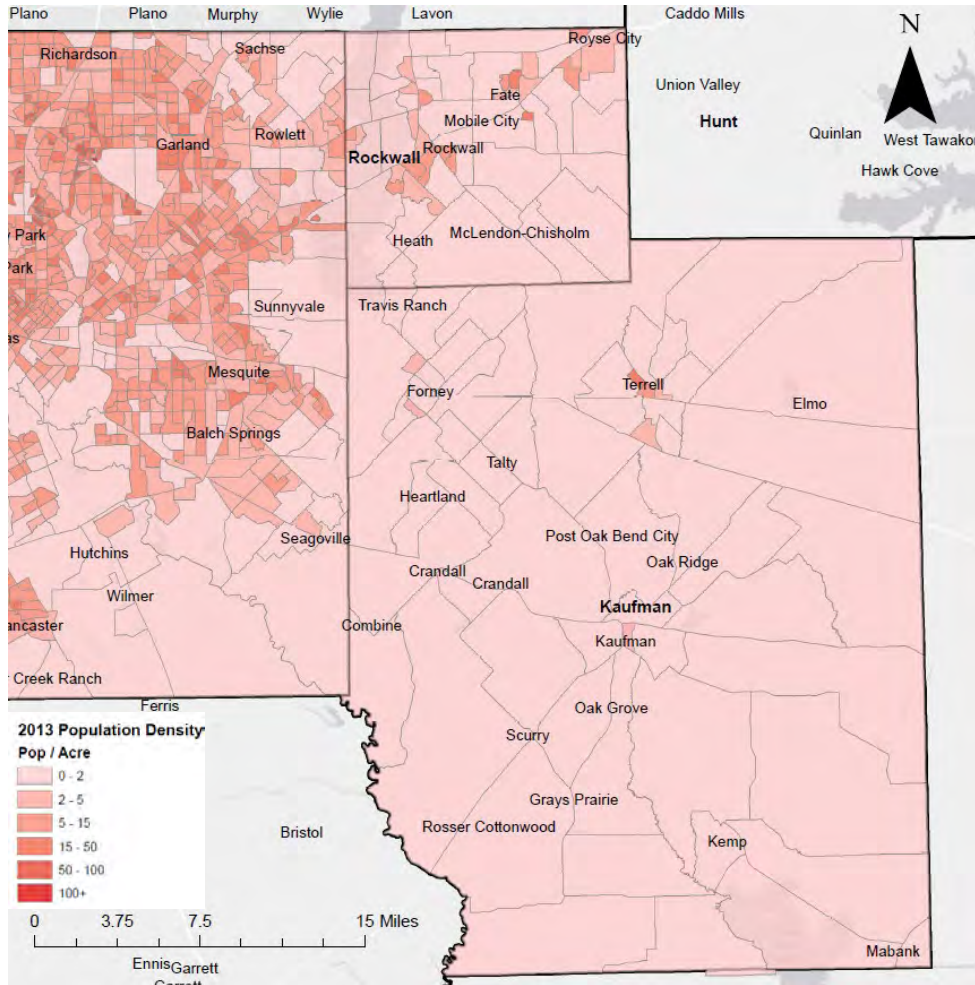 Plano Plano Murphy Wylie Lavon Caddo Mills
Royse City
N
Richardson Sachse
Union Valley
Fate
Mobile City
Hunt
Quinlan
West Tawakon
Hawk Cove
Garland Rowlett
Rockwall
Rockwall
Park
Park
Heath
McLendon-Chisholm
Sunnyvale
Travis Ranch
Mesquite
Forney
Terrell
Elmo
Balch Springs
Talty
Heartland
Seagoville
Post Oak Bend City
Oak Ridge
Hutchins
Crandall
Crandall
Wilmer
Kaufman
Combine
Kaufman
ancaster
Creek Ranch
Ferris
Oak Grove
Scurry
2013 Population Density
Pop / Acre
0 - 2
2 - 5
5 - 15
15 - 50
50 - 100
100+
Grays Prairie
Bristol
Rosser Cottonwood
Kemp
0 3.75 7.5 15 Miles
Mabank
Ennis
Garrett
Garrett